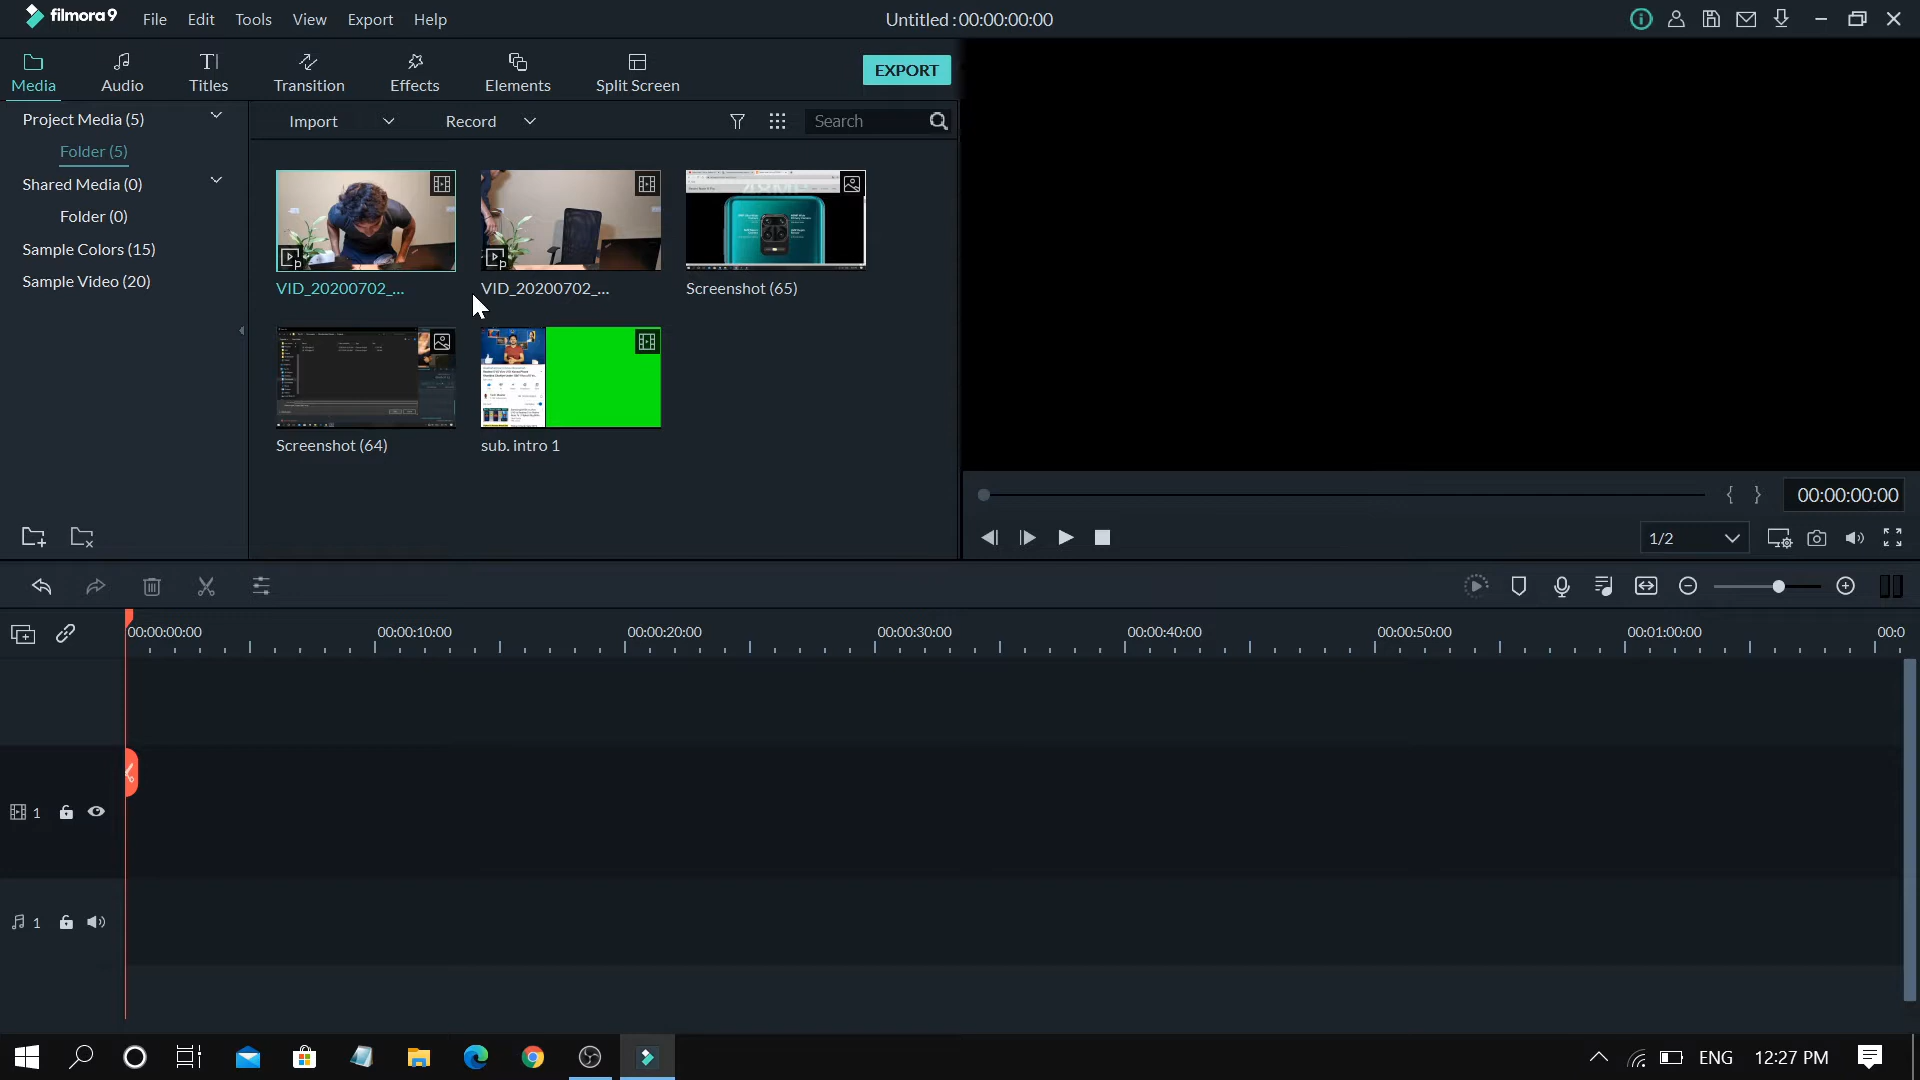 filmora9 File Edit Tools View Export Help Untitled : 00:00:00:00
Media Audio Titles Transition Effects Elements Split Screen EXPORT
Project Media (5) Import Record Search
Folder (5)
Shared Media (0)
Folder (0)
Sample Colors (15)
Sample Video (20)
VID_20200702_... VID_20200702_... Screenshot (65)
Screenshot (64) sub. intro 1
00:00:00:00
1/2
00:00:00:00 00:00:10:00 00:00:20:00 00:00:30:00 00:00:40:00 00:00:50:00 00:01:00:00 00:0
1
1
ENG 12:27 PM